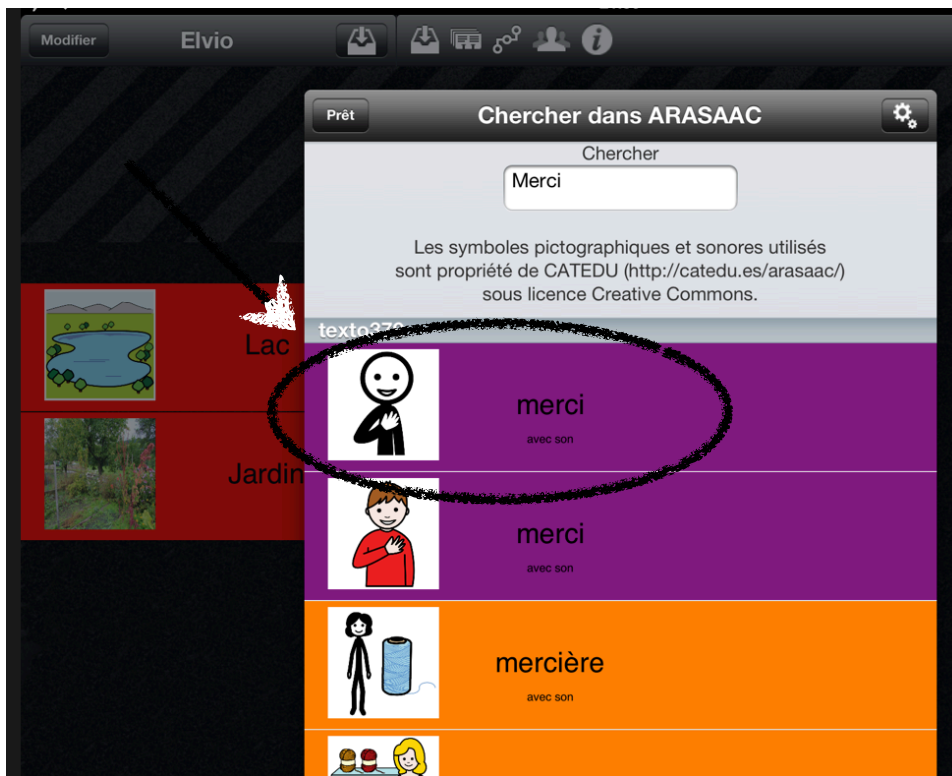 Modifier
Elvio
Prêt
Chercher dans ARASAAC
Chercher
Merci
Les symboles pictographiques et sonores utilisés
sont propriété de CATEDU (http://catedu.es/arasaac/)
sous licence Creative Commons.
Lac
merci
avec son
Jardin
merci
avec son
mercière
avec son